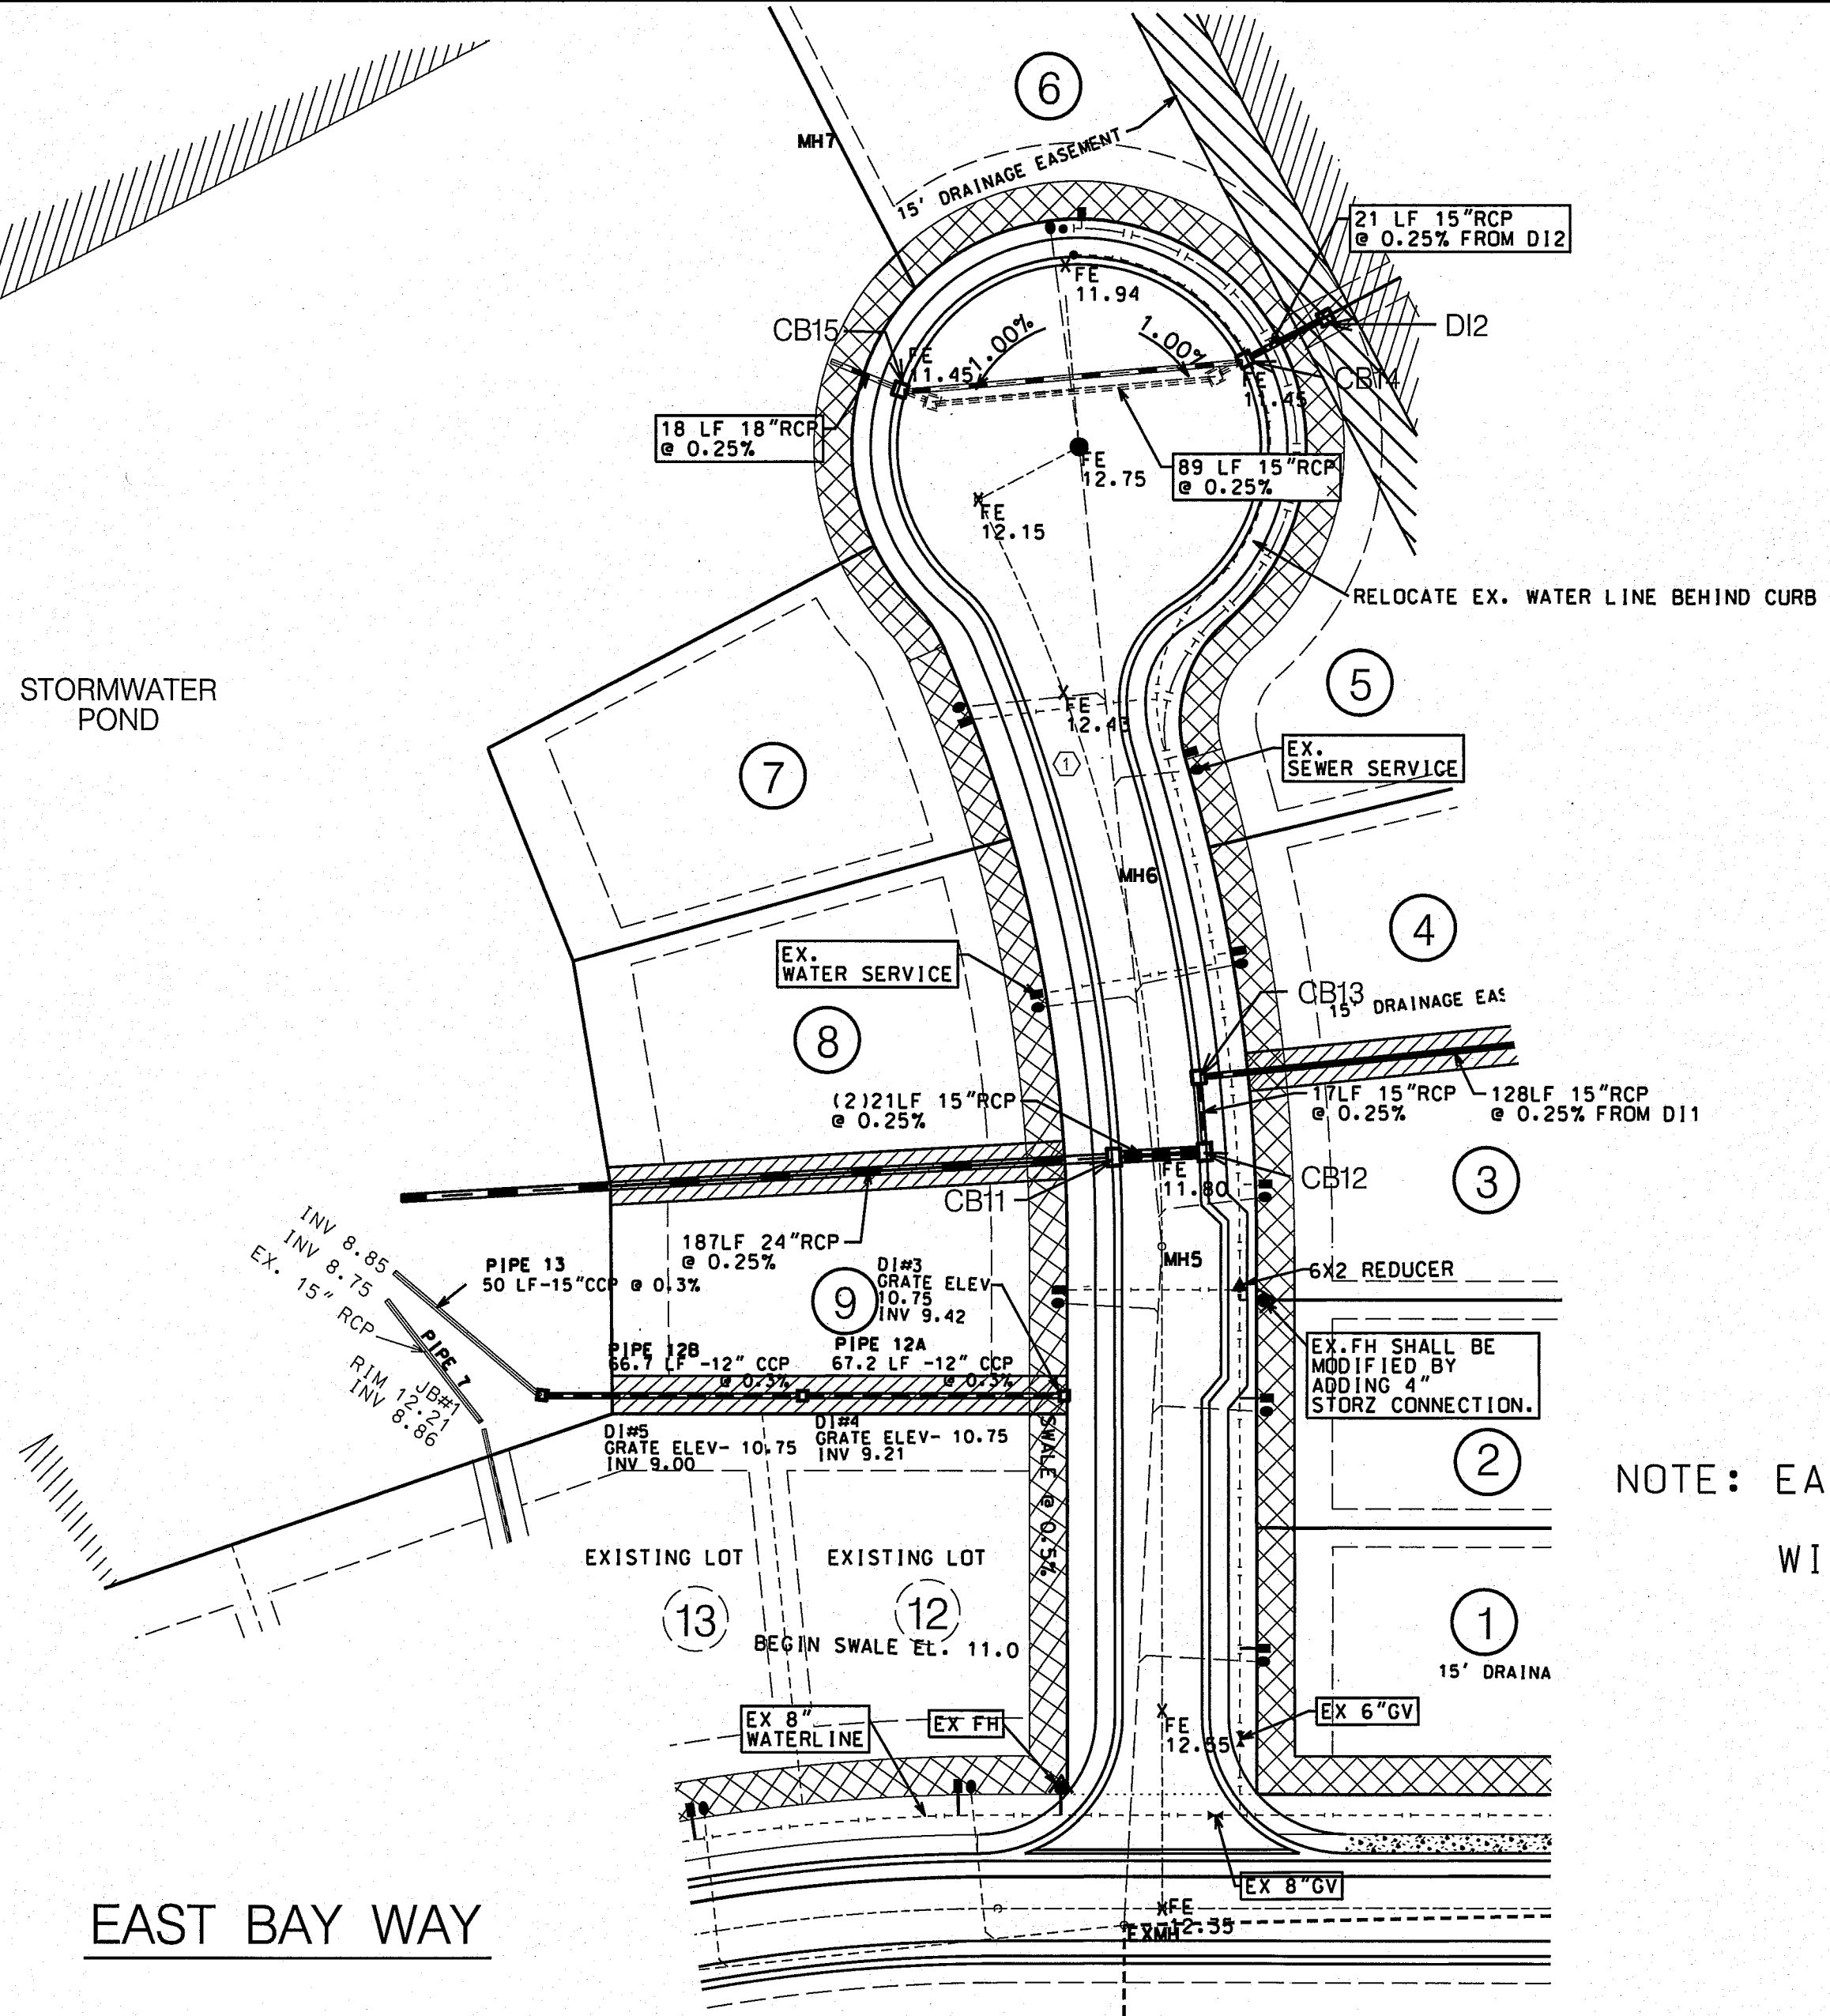 6
MH7
15' DRAINAGE EASEMENT
21 LF 15"RCP
@ 0.25% FROM DI2
FE
11.94
CB15
1.00%
1.00%
DI2
FE
11.45
CB14
FE
11.45
18 LF 18"RCP
@ 0.25%
FE
12.75
89 LF 15"RCP
@ 0.25%
FE
12.15
RELOCATE EX. WATER LINE BEHIND CURB
STORMWATER
POND
5
FE
12.43
1
EX.
SEWER SERVICE
7
MH6
4
EX.
WATER SERVICE
CB13
15' DRAINAGE EAS
8
(2)21LF 15"RCP
@ 0.25%
17LF 15"RCP
@ 0.25%
128LF 15"RCP
@ 0.25% FROM DI1
FE
11.80
CB12
3
CB11
187LF 24"RCP
@ 0.25%
MH5
INV 8.85
INV 8.75
EX. 15" RCP
PIPE 13
50 LF-15"CCP @ 0.3%
9
DI#3
GRATE ELEV
10.75
INV 9.42
6X2 REDUCER
PIPE 7
JB#1
RIM 12.21
INV 8.86
PIPE 12B
66.7 LF -12" CCP
@ 0.3%
PIPE 12A
67.2 LF -12" CCP
@ 0.3%
EX.FH SHALL BE
MODIFIED BY
ADDING 4"
STORZ CONNECTION.
DI#5
GRATE ELEV- 10.75
INV 9.00
DI#4
GRATE ELEV- 10.75
INV 9.21
SWALE @ 0.5%
2
NOTE: EA
WI
EXISTING LOT
EXISTING LOT
13
12
BEGIN SWALE EL. 11.0
1
15' DRAINA
EX 8"
WATERLINE
EX FH
EX 6"GV
FE
12.55
EX 8"GV
FE
12.35
EXMH
EAST BAY WAY